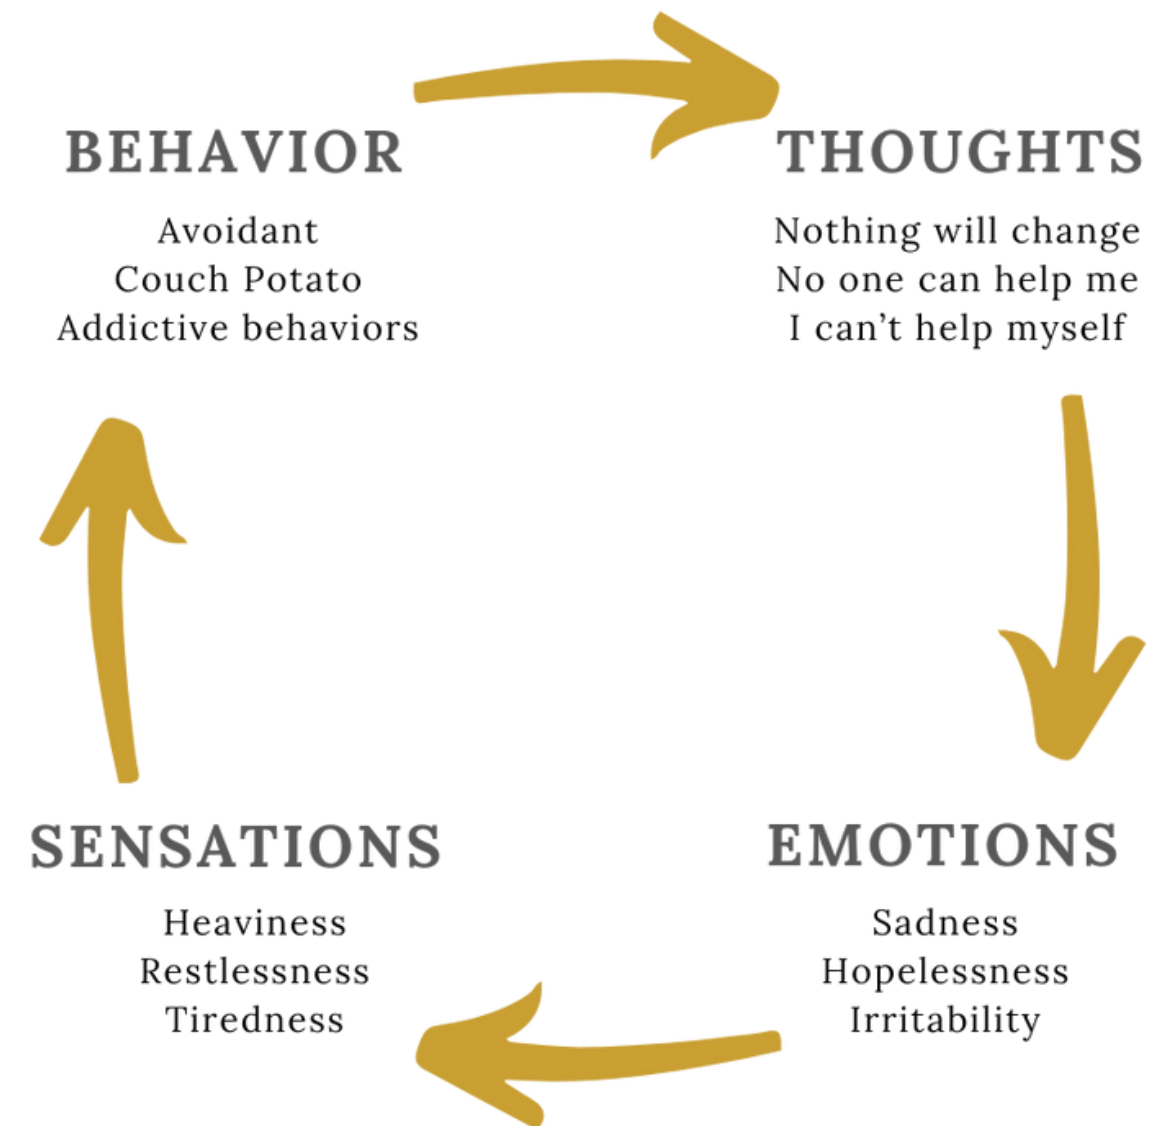 BEHAVIOR
Avoidant
Couch Potato
Addictive behaviors
THOUGHTS
Nothing will change
No one can help me
I can’t help myself
SENSATIONS
Heaviness
Restlessness
Tiredness
EMOTIONS
Sadness
Hopelessness
Irritability